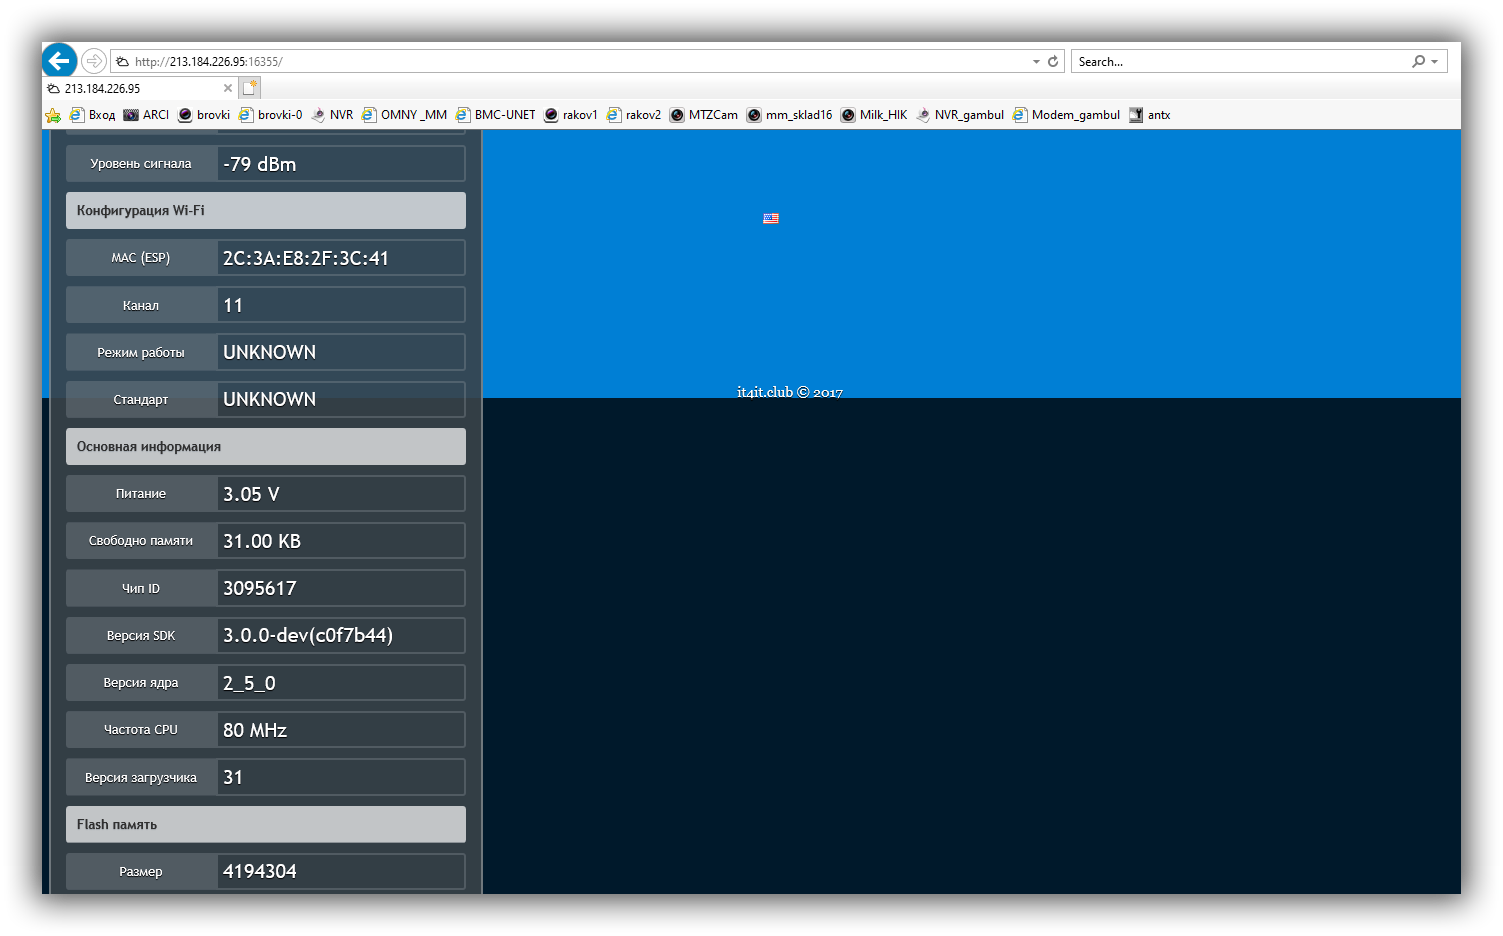 http://213.184.226.95:16355/
Search...
213.184.226.95
Вход ARCI brovki brovki-0 NVR OMNY_MM BMC-UNET rakov1 rakov2 MTZCam mm_sklad16 Milk_HIK NVR_gambul Modem_gambul antx
Уровень сигнала -79 dBm
Конфигурация Wi-Fi
MAC (ESP) 2C:3A:E8:2F:3C:41
Канал 11
Режим работы UNKNOWN
Стандарт UNKNOWN
it4it.club © 2017
Основная информация
Питание 3.05 V
Свободно памяти 31.00 KB
Чип ID 3095617
Версия SDK 3.0.0-dev(c0f7b44)
Версия ядра 2_5_0
Частота CPU 80 MHz
Версия загрузчика 31
Flash память
Размер 4194304